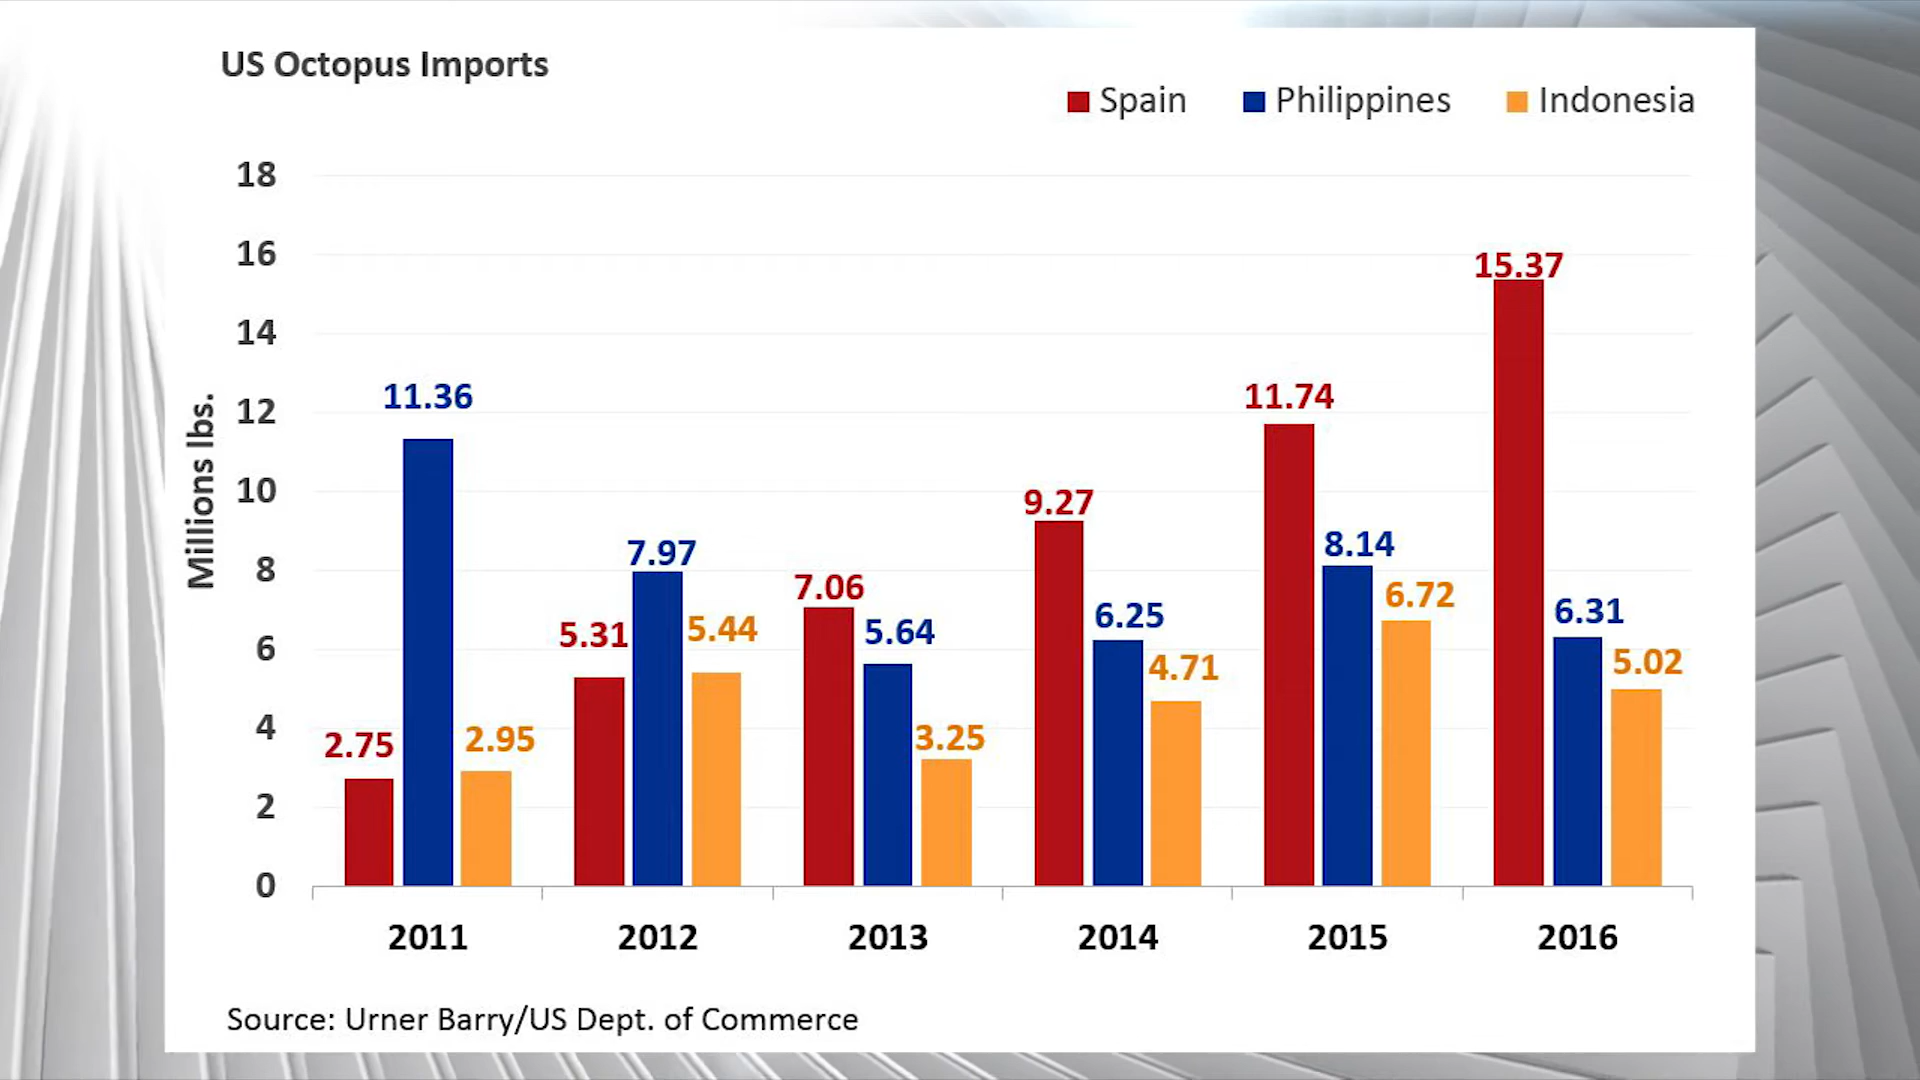 US Octopus Imports
Spain Philippines Indonesia
18
16
14
12
10
8
6
4
2
0
Millions lbs.
2.75 11.36 2.95
5.31 7.97 5.44
7.06 5.64 3.25
9.27 6.25 4.71
11.74 8.14 6.72
15.37 6.31 5.02
2011 2012 2013 2014 2015 2016
Source: Urner Barry/US Dept. of Commerce